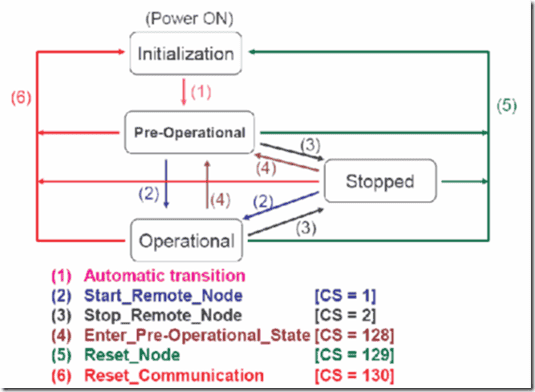 (Power ON)
Initialization
(6)
(1)
(5)
Pre-Operational
(3)
(4)
Stopped
(2)
(4)
(2)
(3)
Operational
(1) Automatic transition
(2) Start_Remote_Node [CS = 1]
(3) Stop_Remote_Node [CS = 2]
(4) Enter_Pre-Operational_State [CS = 128]
(5) Reset_Node [CS = 129]
(6) Reset_Communication [CS = 130]